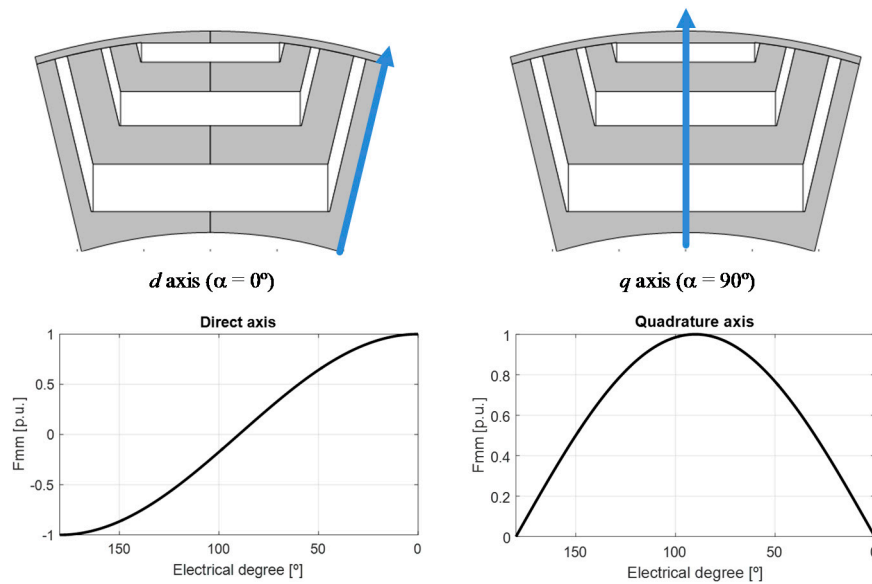 d axis (α = 0º)
q axis (α = 90º)
Direct axis
1
0.5
0
-0.5
-1
Fmm [p.u.]
150
100
50
0
Electrical degree [º]
Quadrature axis
1
0.8
0.6
0.4
0.2
0
Fmm [p.u.]
150
100
50
0
Electrical degree [º]